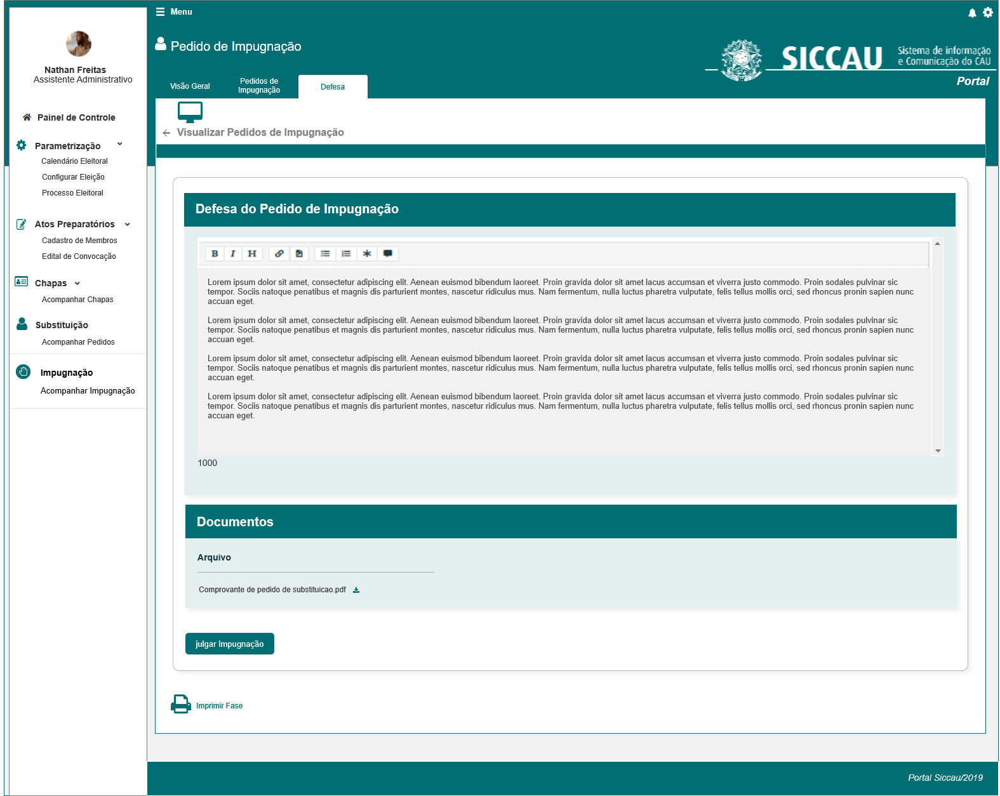 Menu
Pedido de Impugnação
SICCAU
Sistema de informação
e Comunicação do CAU
Portal
Nathan Freitas
Assistente Administrativo
Painel de Controle
Parametrização
Calendário Eleitoral
Configurar Eleição
Processo Eleitoral
Atos Preparatórios
Cadastro de Membros
Edital de Convocação
Chapas
Acompanhar Chapas
Substituição
Acompanhar Pedidos
Impugnação
Acompanhar Impugnação
Visão Geral
Pedidos de
Impugnação
Defesa
Visualizar Pedidos de Impugnação
Defesa do Pedido de Impugnação
B I H
Lorem ipsum dolor sit amet, consectetur adipiscing elit. Aenean euismod bibendum laoreet. Proin gravida dolor sit amet lacus accumsan et viverra justo commodo. Proin sodales pulvinar sic
tempor. Sociis natoque penatibus et magnis dis parturient montes, nascetur ridiculus mus. Nam fermentum, nulla luctus pharetra vulputate, felis tellus mollis orci, sed rhoncus pronin sapien nunc
accuan eget.
Lorem ipsum dolor sit amet, consectetur adipiscing elit. Aenean euismod bibendum laoreet. Proin gravida dolor sit amet lacus accumsan et viverra justo commodo. Proin sodales pulvinar sic
tempor. Sociis natoque penatibus et magnis dis parturient montes, nascetur ridiculus mus. Nam fermentum, nulla luctus pharetra vulputate, felis tellus mollis orci, sed rhoncus pronin sapien nunc
accuan eget.
Lorem ipsum dolor sit amet, consectetur adipiscing elit. Aenean euismod bibendum laoreet. Proin gravida dolor sit amet lacus accumsan et viverra justo commodo. Proin sodales pulvinar sic
tempor. Sociis natoque penatibus et magnis dis parturient montes, nascetur ridiculus mus. Nam fermentum, nulla luctus pharetra vulputate, felis tellus mollis orci, sed rhoncus pronin sapien nunc
accuan eget.
Lorem ipsum dolor sit amet, consectetur adipiscing elit. Aenean euismod bibendum laoreet. Proin gravida dolor sit amet lacus accumsan et viverra justo commodo. Proin sodales pulvinar sic
tempor. Sociis natoque penatibus et magnis dis parturient montes, nascetur ridiculus mus. Nam fermentum, nulla luctus pharetra vulputate, felis tellus mollis orci, sed rhoncus pronin sapien nunc
accuan eget.
1000
Documentos
Arquivo
Comprovante de pedido de substituicao.pdf
julgar Impugnação
Imprimir Fase
Portal Siccau/2019